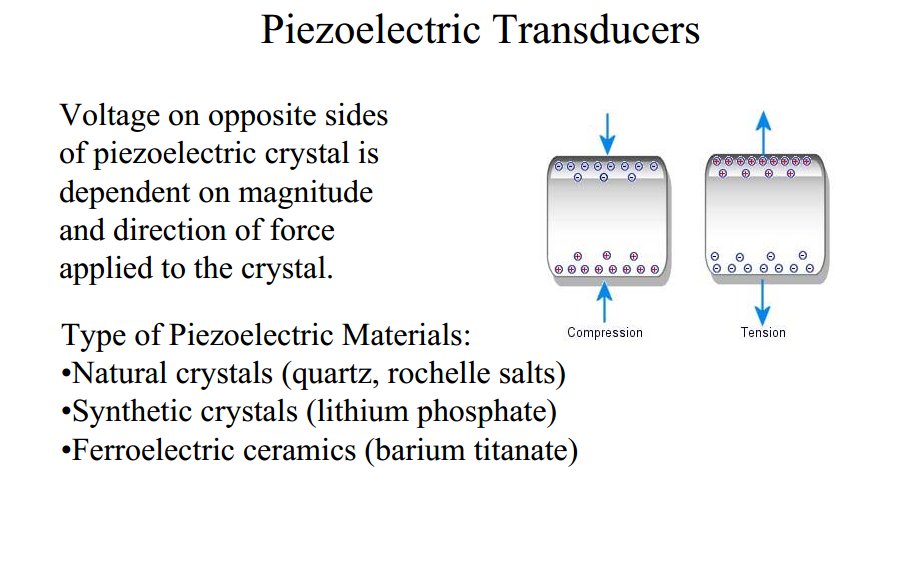 Piezoelectric Transducers
Voltage on opposite sides
of piezoelectric crystal is
dependent on magnitude
and direction of force
applied to the crystal.
Compression
Tension
Type of Piezoelectric Materials:
•Natural crystals (quartz, rochelle salts)
•Synthetic crystals (lithium phosphate)
•Ferroelectric ceramics (barium titanate)